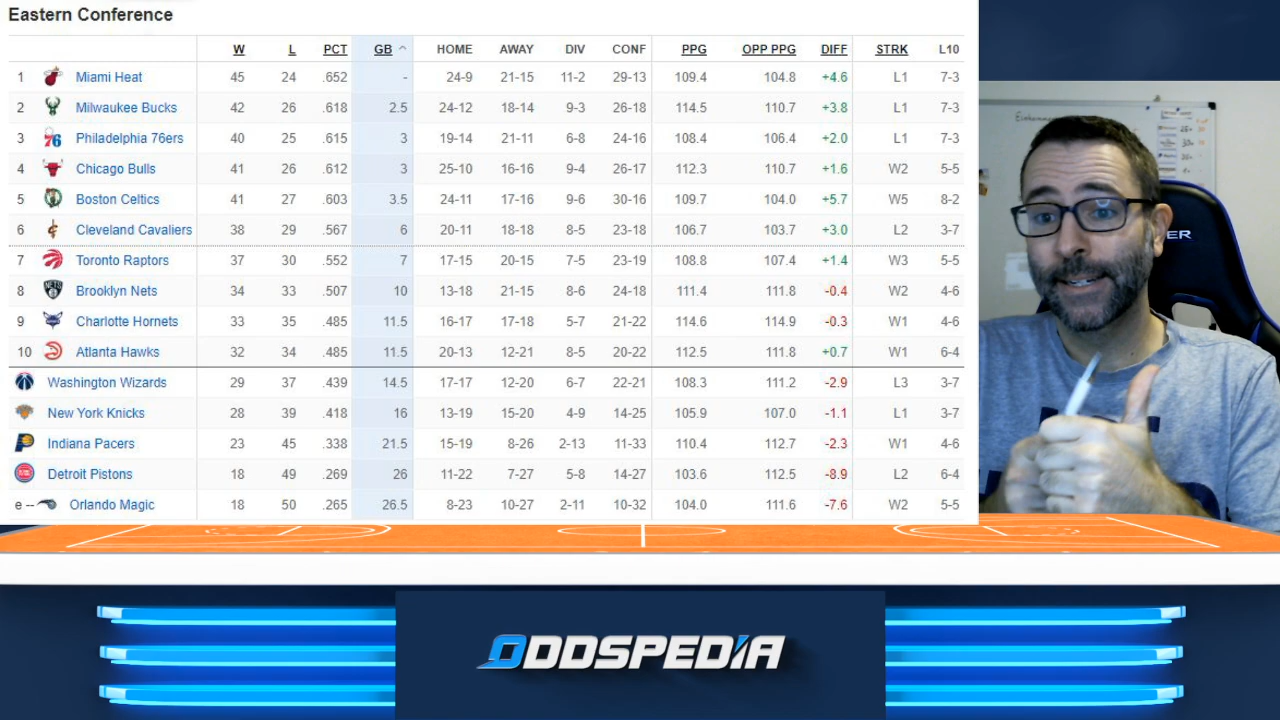 Eastern Conference
W L PCT GB ^ HOME AWAY DIV CONF PPG OPP PPG DIFF STRK L10
1 Miami Heat 45 24 .652 - 24-9 21-15 11-2 29-13 109.4 104.8 +4.6 L1 7-3
2 Milwaukee Bucks 42 26 .618 2.5 24-12 18-14 9-3 26-18 114.5 110.7 +3.8 L1 7-3
3 Philadelphia 76ers 40 25 .615 3 19-14 21-11 6-8 24-16 108.4 106.4 +2.0 L1 7-3
4 Chicago Bulls 41 26 .612 3 25-10 16-16 9-4 26-17 112.3 110.7 +1.6 W2 5-5
5 Boston Celtics 41 27 .603 3.5 24-11 17-16 9-6 30-16 109.7 104.0 +5.7 W5 8-2
6 Cleveland Cavaliers 38 29 .567 6 20-11 18-18 8-5 23-18 106.7 103.7 +3.0 L2 3-7
7 Toronto Raptors 37 30 .552 7 17-15 20-15 7-5 23-19 108.8 107.4 +1.4 W3 5-5
8 Brooklyn Nets 34 33 .507 10 13-18 21-15 8-6 24-18 111.4 111.8 -0.4 W2 4-6
9 Charlotte Hornets 33 35 .485 11.5 16-17 17-18 5-7 21-22 114.6 114.9 -0.3 W1 4-6
10 Atlanta Hawks 32 34 .485 11.5 20-13 12-21 8-5 20-22 112.5 111.8 +0.7 W1 6-4
Washington Wizards 29 37 .439 14.5 17-17 12-20 6-7 22-21 108.3 111.2 -2.9 L3 3-7
New York Knicks 28 39 .418 16 13-19 15-20 4-9 14-25 105.9 107.0 -1.1 L1 3-7
Indiana Pacers 23 45 .338 21.5 15-19 8-26 2-13 11-33 110.4 112.7 -2.3 W1 4-6
Detroit Pistons 18 49 .269 26 11-22 7-27 5-8 14-27 103.6 112.5 -8.9 L2 6-4
e -- Orlando Magic 18 50 .265 26.5 8-23 10-27 2-11 10-32 104.0 111.6 -7.6 W2 5-5
ODDSPEDIA